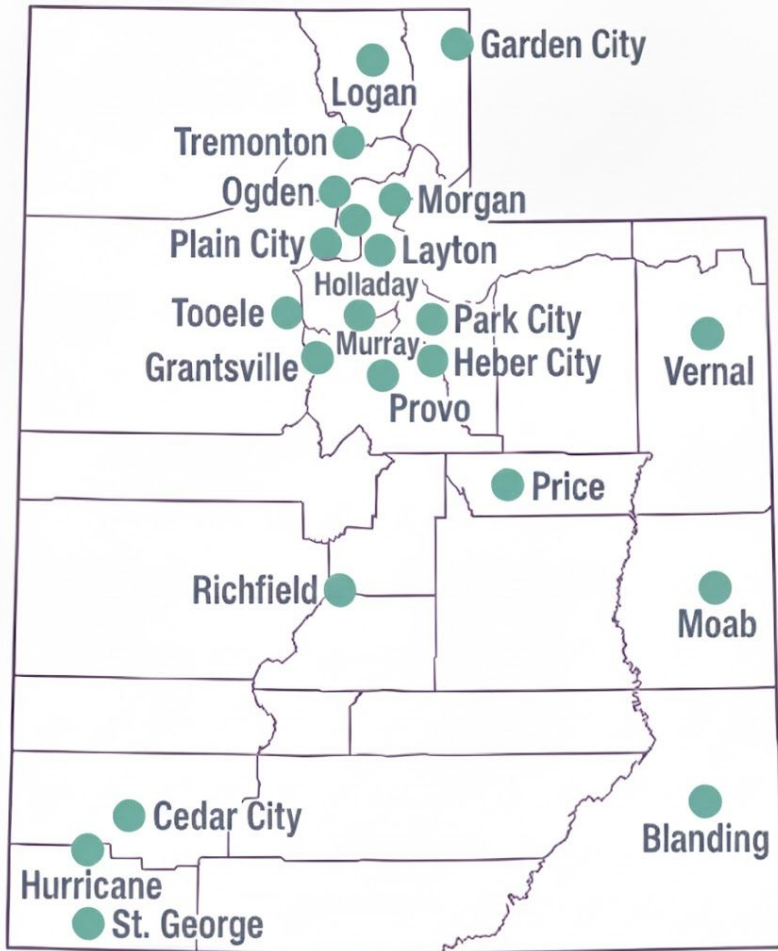 Garden City
Logan
Tremonton
Ogden
Morgan
Plain City
Layton
Holladay
Tooele
Park City
Murray
Grantsville
Heber City
Vernal
Provo
Price
Richfield
Moab
Cedar City
Blanding
Hurricane
St. George